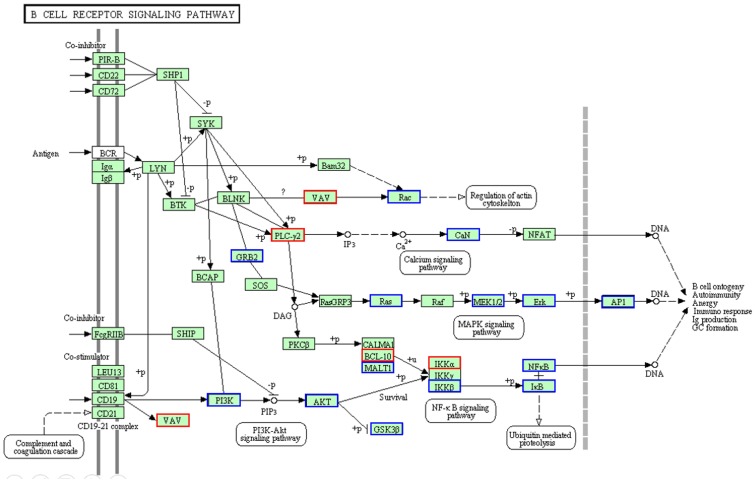 B CELL RECEPTOR SIGNALING PATHWAY
Co-inhibitor
PIR-B
CD22
CD72
SHP1
-p
SYK
Antigen
BCR
Igα
Igβ
+p
LYN
+p
+p
-p
BTK
+p
BLNK
+p
Bam32
?
VAV
Rac
Regulation of actin
cytoskelton
+p
+p
PLC-γ2
IP3
Ca2+
CaN
-p
NFAT
DNA
Calcium signaling
pathway
GRB2
+p
BCAP
SOS
DAG
RasGRP3
Ras
Raf
+p
MEK1/2
+p
Erk
+p
AP1
DNA
MAPK signaling
pathway
B cell ontogeny
Autoimmunity
Anergy
Immuno response
Ig production
GC formation
Co-inhibitor
FcgRIIB
SHIP
PKCβ
+p
CALMA1
BCL-10
MALT1
+u
+p
IKKα
IKKγ
IKKβ
+p
NFκB
IκB
DNA
Co-stimulator
LEU13
CD81
CD19
CD21
+p
CD19-21 complex
VAV
PI3K
-p
PIP3
AKT
Survival
+p
GSK3β
PI3K-Akt
signaling pathway
NF-κ B signaling
pathway
Ubiquitin mediated
proteolysis
Complement and
coagulation cascade